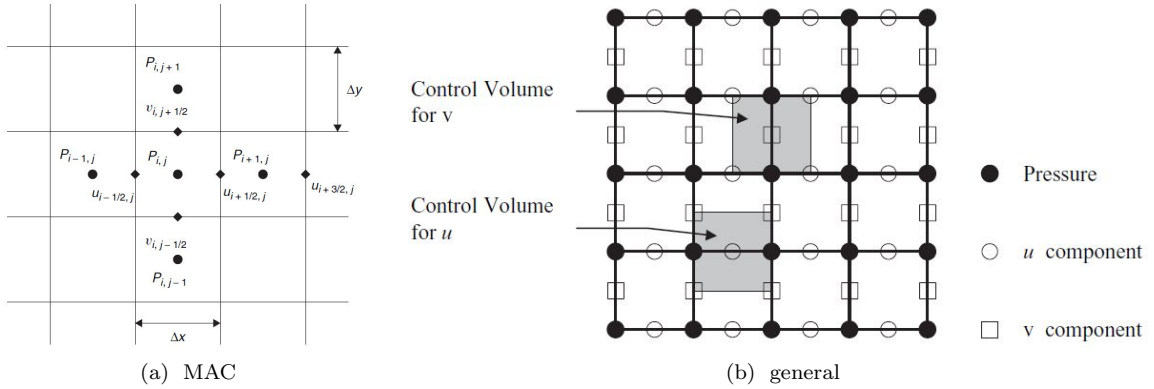 P_{i, j+1}
Δy
v_{i, j+1/2}
P_{i−1, j}
P_{i, j}
P_{i+1, j}
u_{i−1/2, j}
u_{i+1/2, j}
u_{i+3/2, j}
v_{i, j−1/2}
P_{i, j−1}
Δx
(a) MAC
Control Volume
for v
Control Volume
for u
Pressure
u component
v component
(b) general